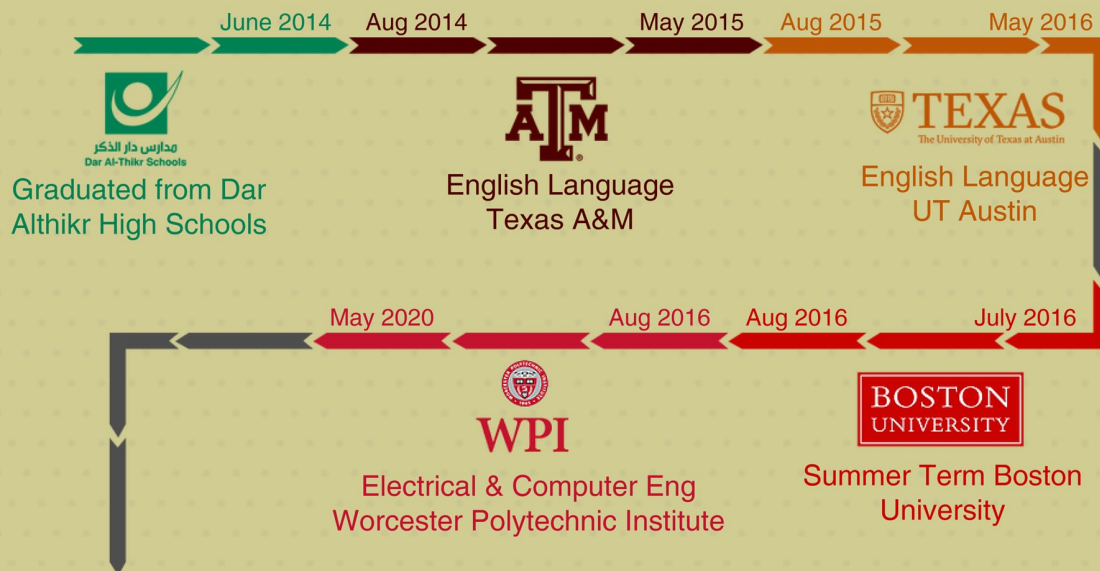 June 2014
Aug 2014
May 2015
Aug 2015
May 2016
مدارس دار الذكر
Dar Al-Thikr Schools
Graduated from Dar
Althikr High Schools
ATM
English Language
Texas A&M
TEXAS
The University of Texas at Austin
English Language
UT Austin
July 2016
Aug 2016
Aug 2016
May 2020
BOSTON
UNIVERSITY
Summer Term Boston
University
WPI
Electrical & Computer Eng
Worcester Polytechnic Institute